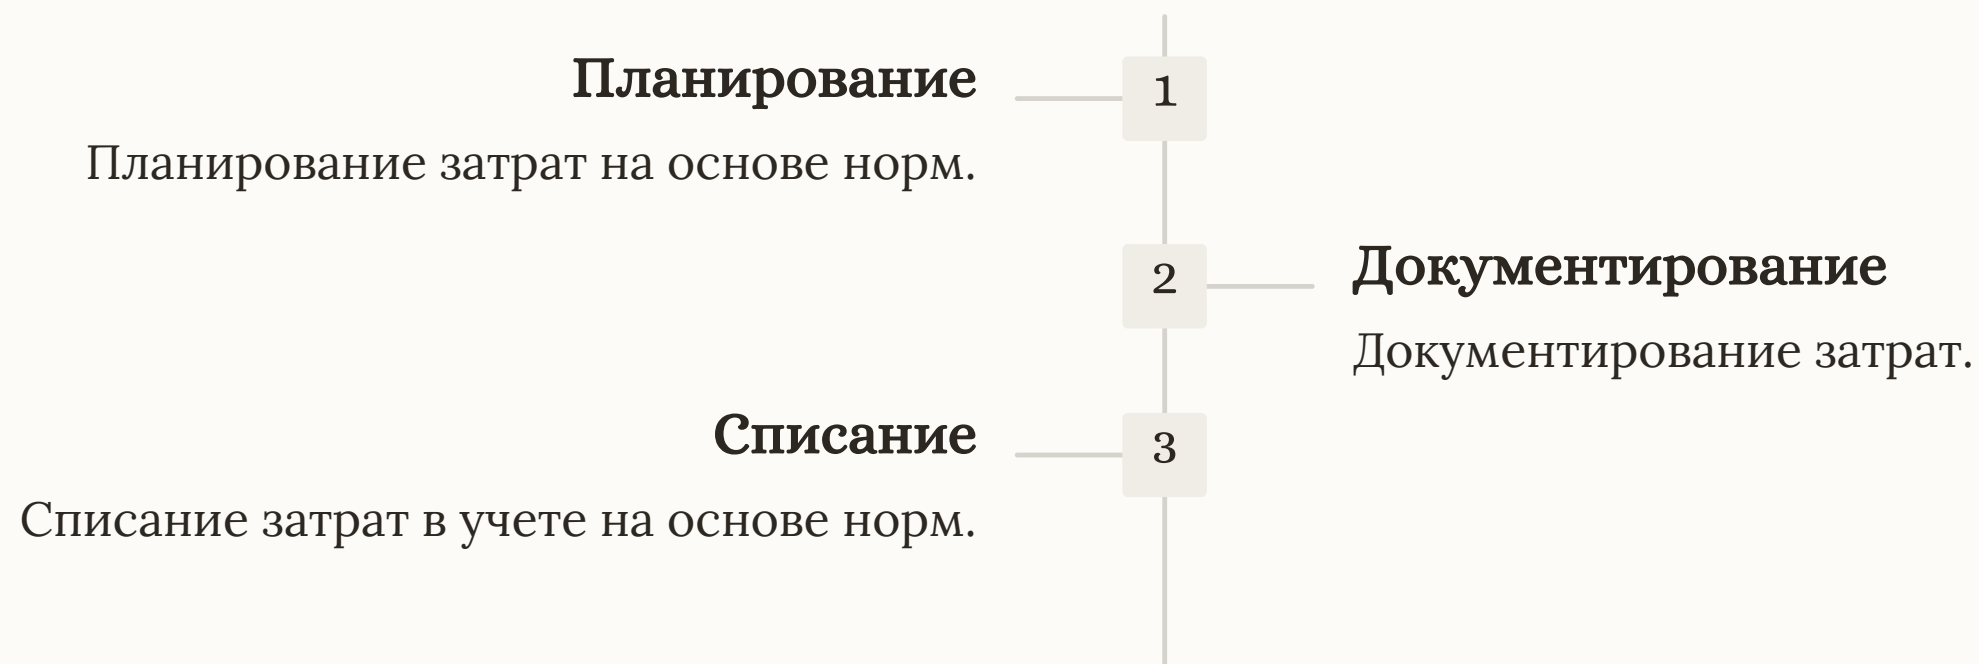 Планирование
1
Планирование затрат на основе норм.
2
Документирование
Документирование затрат.
Списание
3
Списание затрат в учете на основе норм.